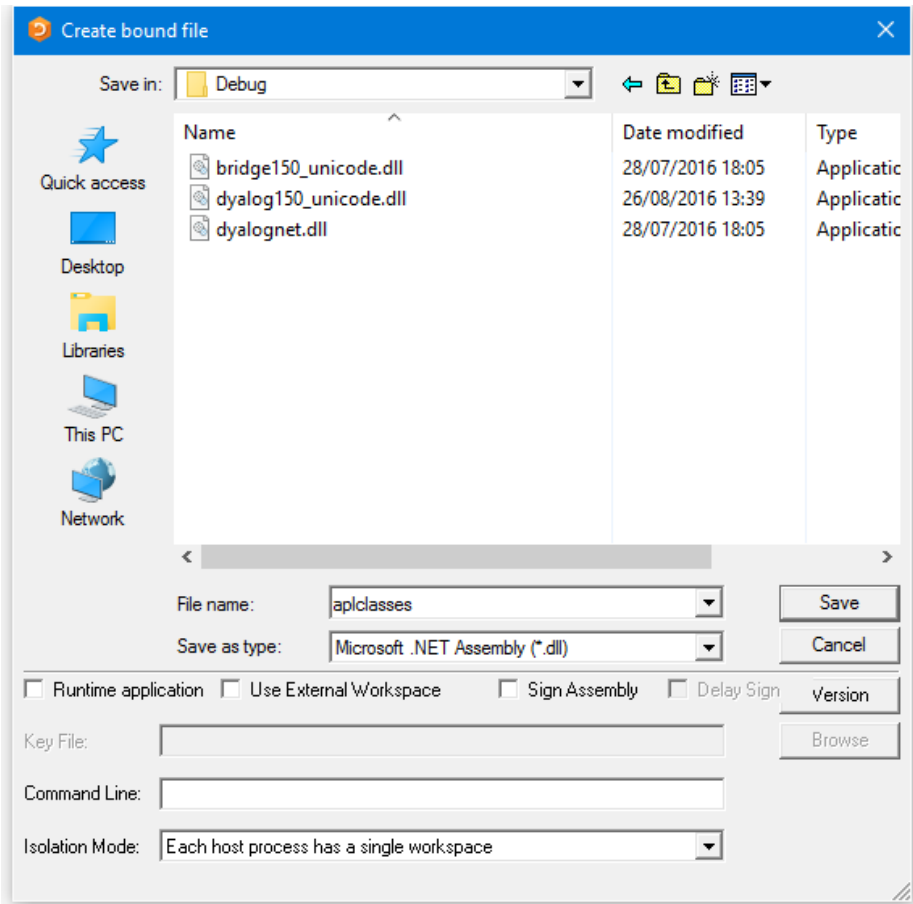 Create bound file
Save in: Debug
Name Date modified Type
bridge150_unicode.dll 28/07/2016 18:05 Applicatic
dyalog150_unicode.dll 26/08/2016 13:39 Applicatic
dyalognet.dll 28/07/2016 18:05 Applicatic
Quick access
Desktop
Libraries
This PC
Network
File name: aplclasses Save
Save as type: Microsoft .NET Assembly (*.dll) Cancel
Runtime application Use External Workspace Sign Assembly Delay Sign Version
Key File: Browse
Command Line:
Isolation Mode: Each host process has a single workspace